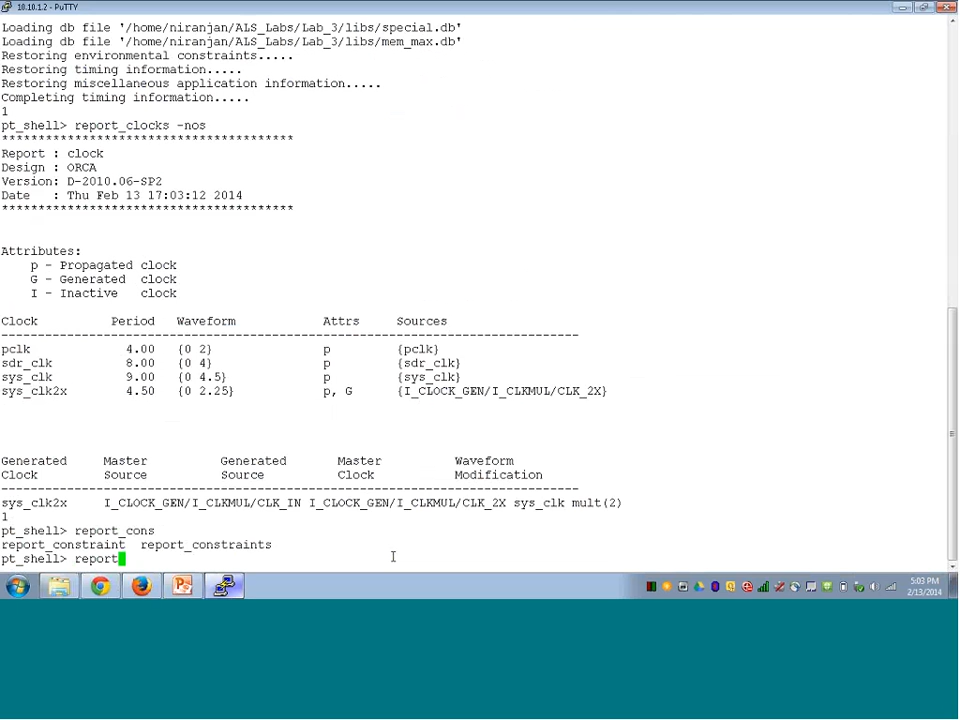 10.10.1.2 - PuTTY
Loading db file '/home/niranjan/ALS_Labs/Lab_3/libs/special.db'
Loading db file '/home/niranjan/ALS_Labs/Lab_3/libs/mem_max.db'
Restoring environmental constraints.....
Restoring timing information.....
Restoring miscellaneous application information.....
Completing timing information.....
1
pt_shell> report_clocks -nos
****************************************
Report : clock
Design : ORCA
Version: D-2010.06-SP2
Date   : Thu Feb 13 17:03:12 2014
****************************************
Attributes:
    p - Propagated clock
    G - Generated  clock
    I - Inactive   clock
Clock          Period   Waveform            Attrs     Sources
-------------------------------------------------------------------------------
pclk             4.00   {0 2}               p         {pclk}
sdr_clk          8.00   {0 4}               p         {sdr_clk}
sys_clk          9.00   {0 4.5}             p         {sys_clk}
sys_clk2x        4.50   {0 2.25}            p, G      {I_CLOCK_GEN/I_CLKMUL/CLK_2X}
Generated     Master          Generated       Master          Waveform
Clock         Source          Source          Clock           Modification
-------------------------------------------------------------------------------
sys_clk2x     I_CLOCK_GEN/I_CLKMUL/CLK_IN I_CLOCK_GEN/I_CLKMUL/CLK_2X sys_clk mult(2)
1
pt_shell> report_cons
report_constraint  report_constraints
pt_shell> report
5:03 PM
2/13/2014